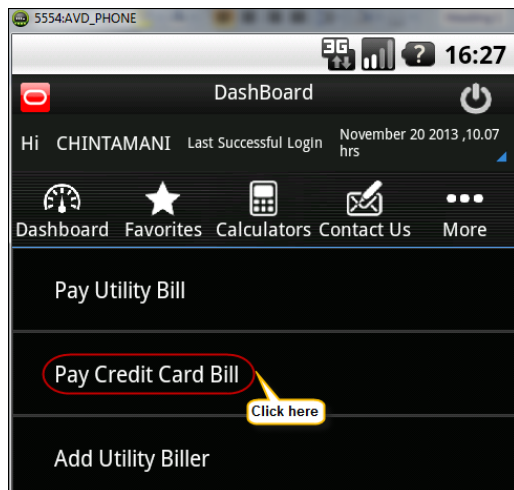 5554:AVD_PHONE
3G 16:27
DashBoard
Hi CHINTAMANI Last Successful Login November 20 2013 ,10.07
hrs
Dashboard Favorites Calculators Contact Us More
Pay Utility Bill
Pay Credit Card Bill
Click here
Add Utility Biller